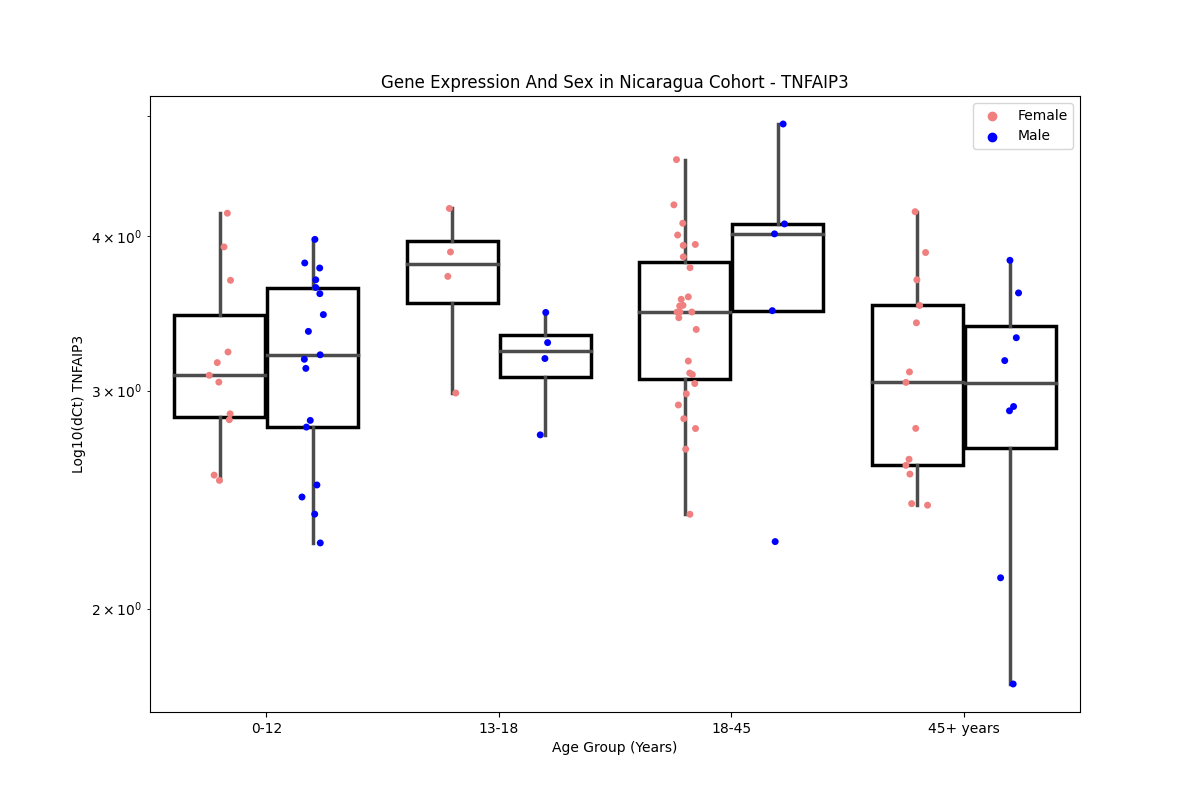 Gene Expression And Sex in Nicaragua Cohort - TNFAIP3
Female
Male
4 × 10⁰
3 × 10⁰
2 × 10⁰
Log10(dCt) TNFAIP3
0-12
13-18
18-45
45+ years
Age Group (Years)